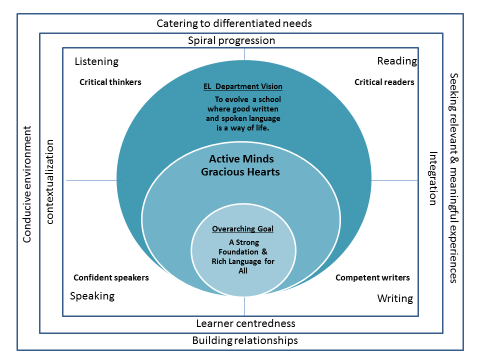 Catering to differentiated needs
Spiral progression
Listening
Reading
Critical thinkers
Critical readers
EL Department Vision
To evolve a school
where good written
and spoken language
is a way of life.
Conducive environment
contextualization
Active Minds
Gracious Hearts
Integration
Seeking relevant & meaningful experiences
Overarching Goal
A Strong
Foundation &
Rich Language for
All
Confident speakers
Competent writers
Speaking
Writing
Learner centredness
Building relationships